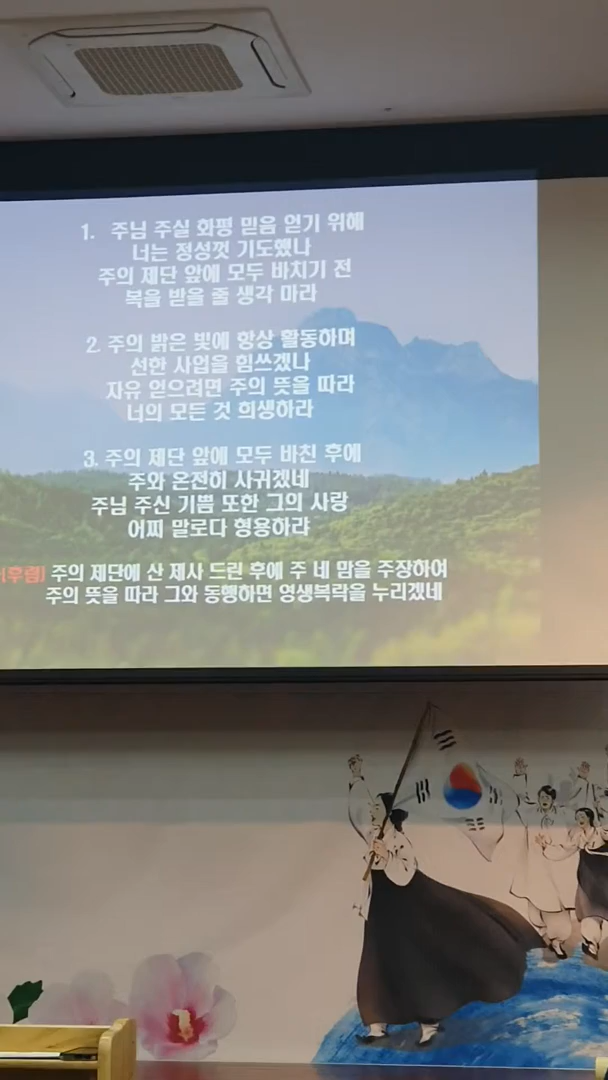 1. 주님 주실 화평 믿음 얻기 위해
너는 정성껏 기도했나
주의 제단 앞에 모두 바치기 전
복을 받을 줄 생각 마라
2. 주의 밝은 빛에 항상 활동하며
선한 사업을 힘쓰겠나
자유 얻으려면 주의 뜻을 따라
너의 모든 것 희생하라
3. 주의 제단 앞에 모두 바친 후에
주와 온전히 사귀겠네
주님 주신 기쁨 또한 그의 사랑
어찌 말로다 형용하라
(후렴) 주의 제단에 산 제사 드린 후에 주 네 맘을 주장하여
주의 뜻을 따라 그와 동행하면 영생복락을 누리겠네